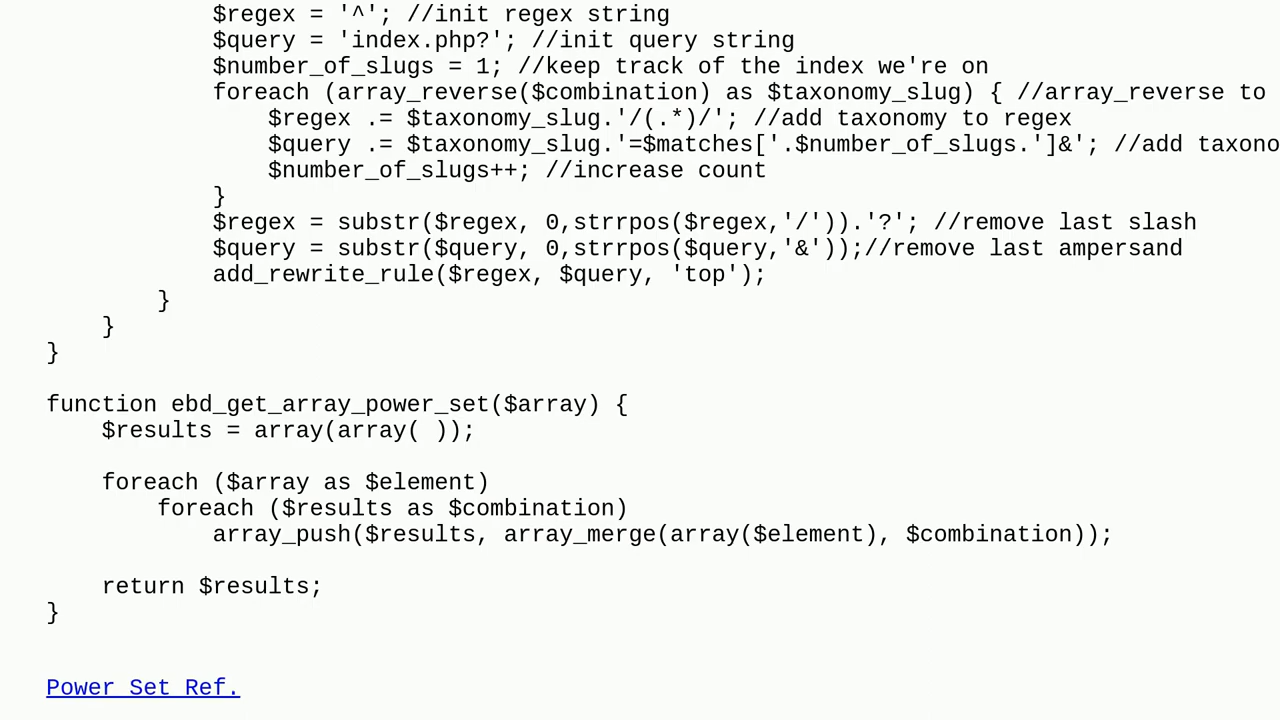 $regex = '^'; //init regex string
$query = 'index.php?'; //init query string
$number_of_slugs = 1; //keep track of the index we're on
foreach (array_reverse($combination) as $taxonomy_slug) { //array_reverse to
$regex .= $taxonomy_slug.'/(.*)/'; //add taxonomy to regex
$query .= $taxonomy_slug.'=$matches['.$number_of_slugs.']&'; //add taxono
$number_of_slugs++; //increase count
}
$regex = substr($regex, 0,strrpos($regex,'/')).'?'; //remove last slash
$query = substr($query, 0,strrpos($query,'&'));//remove last ampersand
add_rewrite_rule($regex, $query, 'top');
}
}
}
function ebd_get_array_power_set($array) {
$results = array(array( ));
foreach ($array as $element)
foreach ($results as $combination)
array_push($results, array_merge(array($element), $combination));
return $results;
}
Power Set Ref.